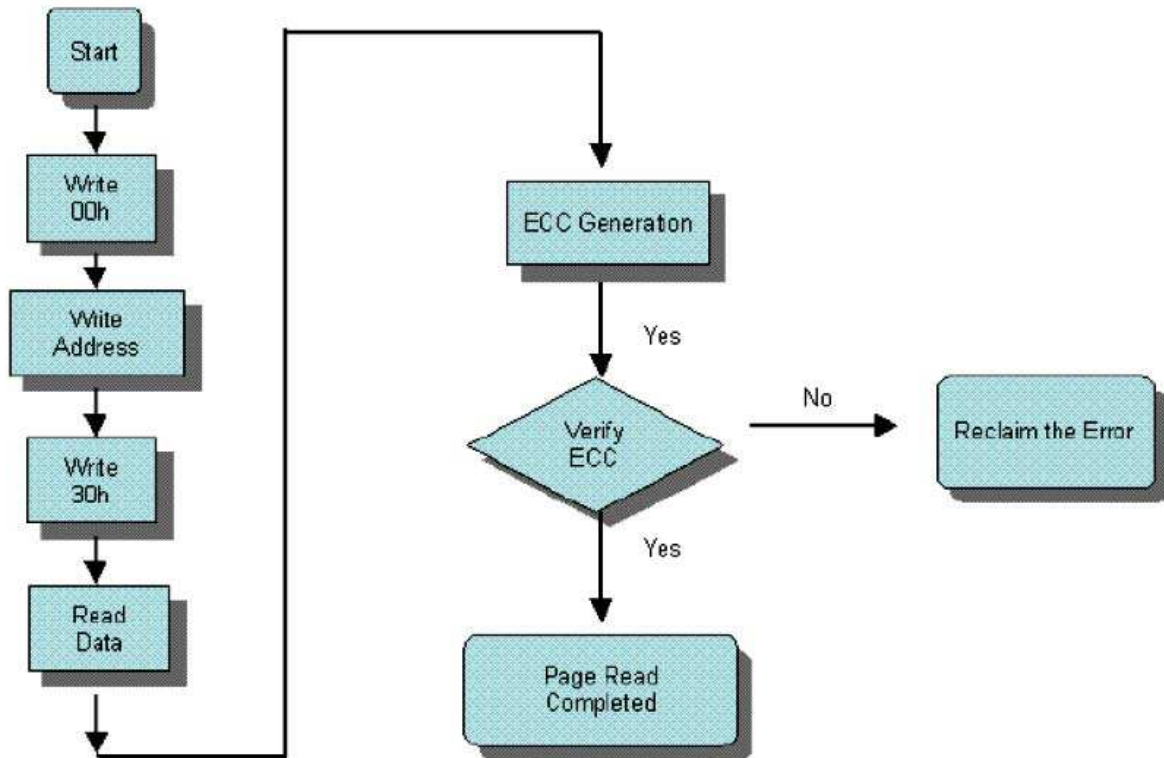 Start
Write
00h
Write
Address
Write
30h
Read
Data
ECC Generation
Yes
Verify
ECC
No
Reclaim the Error
Yes
Page Read
Completed